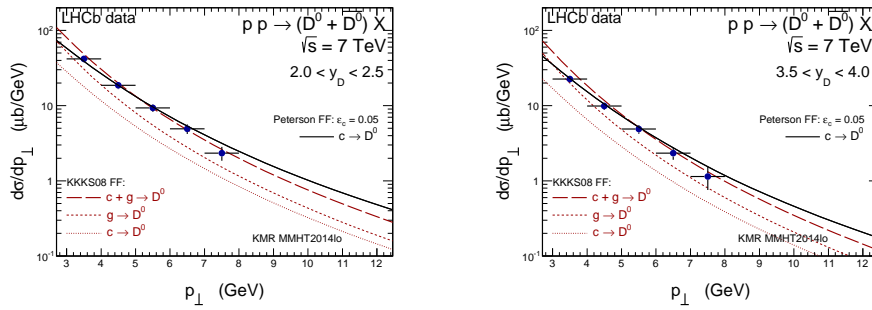 LHCb data
p p → (D⁰ + D̅⁰) X
√s = 7 TeV
2.0 < y_D < 2.5
Peterson FF: ε_c = 0.05
c → D⁰
KKKS08 FF:
c + g → D⁰
g → D⁰
c → D⁰
KMR MMHT2014lo
dσ/dp_⊥ (μb/GeV)
10²
10
1
10⁻¹
3 4 5 6 7 8 9 10 11 12
p_⊥ (GeV)
LHCb data
p p → (D⁰ + D̅⁰) X
√s = 7 TeV
3.5 < y_D < 4.0
Peterson FF: ε_c = 0.05
c → D⁰
KKKS08 FF:
c + g → D⁰
g → D⁰
c → D⁰
KMR MMHT2014lo
dσ/dp_⊥ (μb/GeV)
10²
10
1
10⁻¹
3 4 5 6 7 8 9 10 11 12
p_⊥ (GeV)